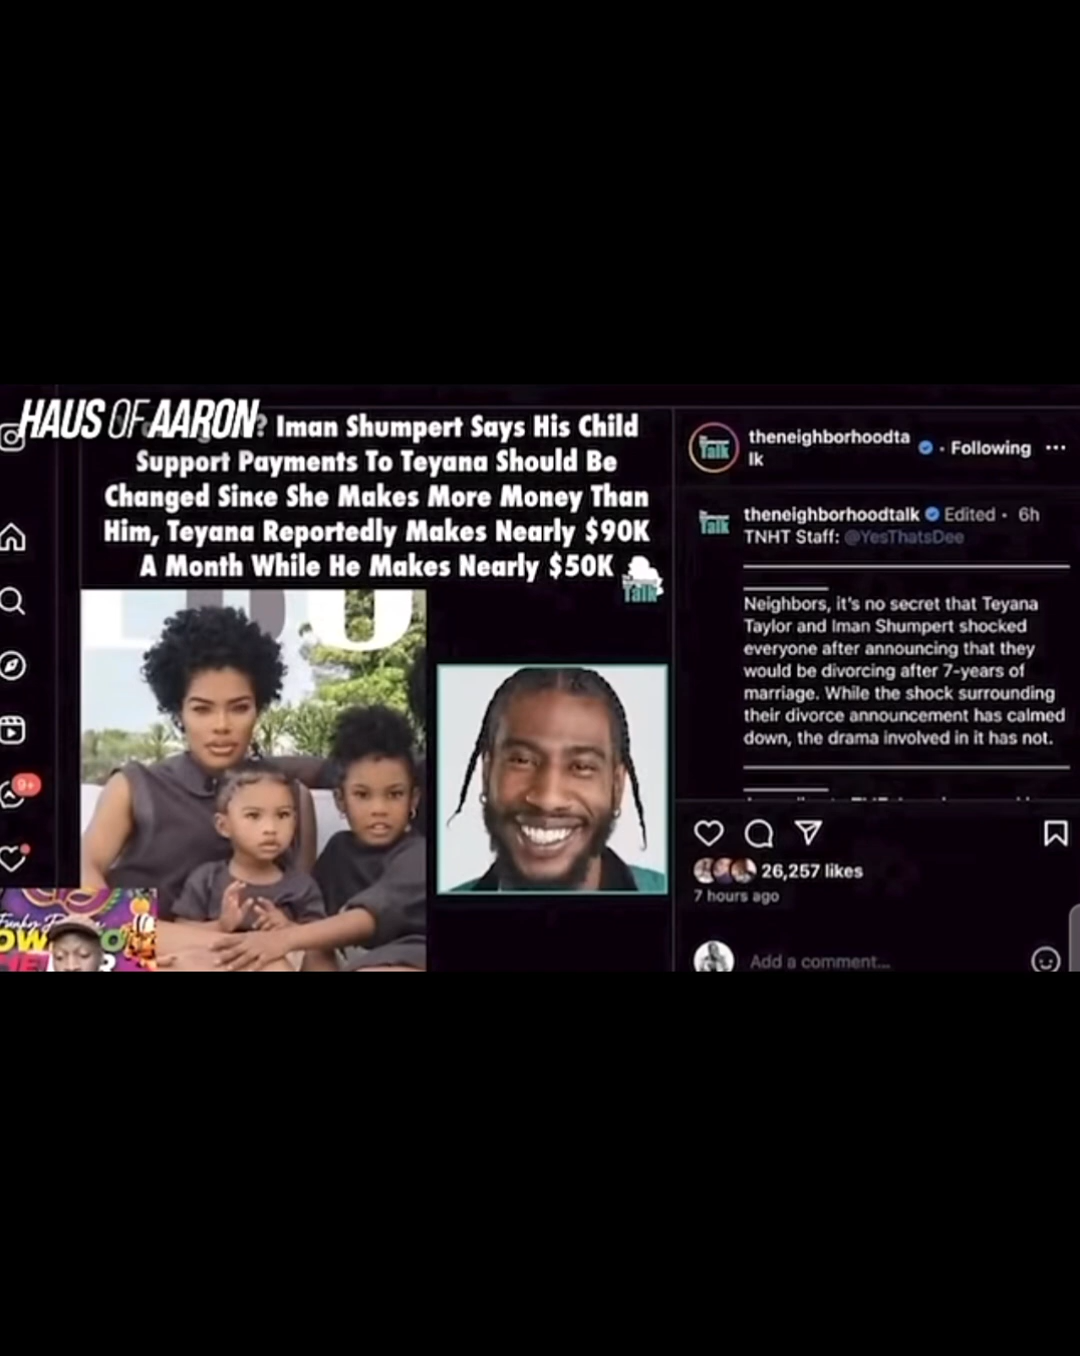 HAUS OF AARON
? Iman Shumpert Says His Child
Support Payments To Teyana Should Be
Changed Since She Makes More Money Than
Him, Teyana Reportedly Makes Nearly $90K
A Month While He Makes Nearly $50K
Talk
Talk
theneighborhoodta
lk
Following
Talk
theneighborhoodtalk Edited • 6h
TNHT Staff: @YesThatsDee
Neighbors, it's no secret that Teyana
Taylor and Iman Shumpert shocked
everyone after announcing that they
would be divorcing after 7-years of
marriage. While the shock surrounding
their divorce announcement has calmed
down, the drama involved in it has not.
26,257 likes
7 hours ago
Add a comment...
9+